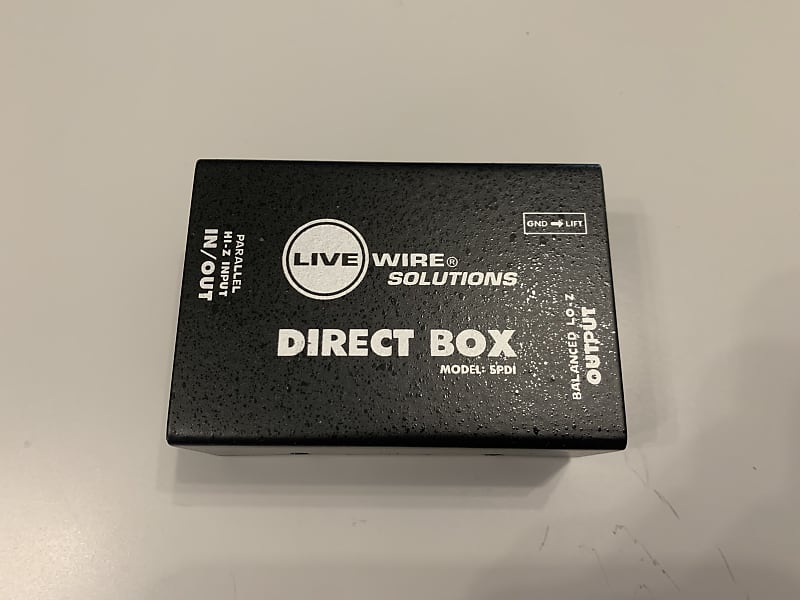 PARALLEL
HI-Z INPUT
IN/OUT
LIVE WIRE®
SOLUTIONS
DIRECT BOX
MODEL: SPDI
GND ➡ LIFT
BALANCED LO-Z
OUTPUT